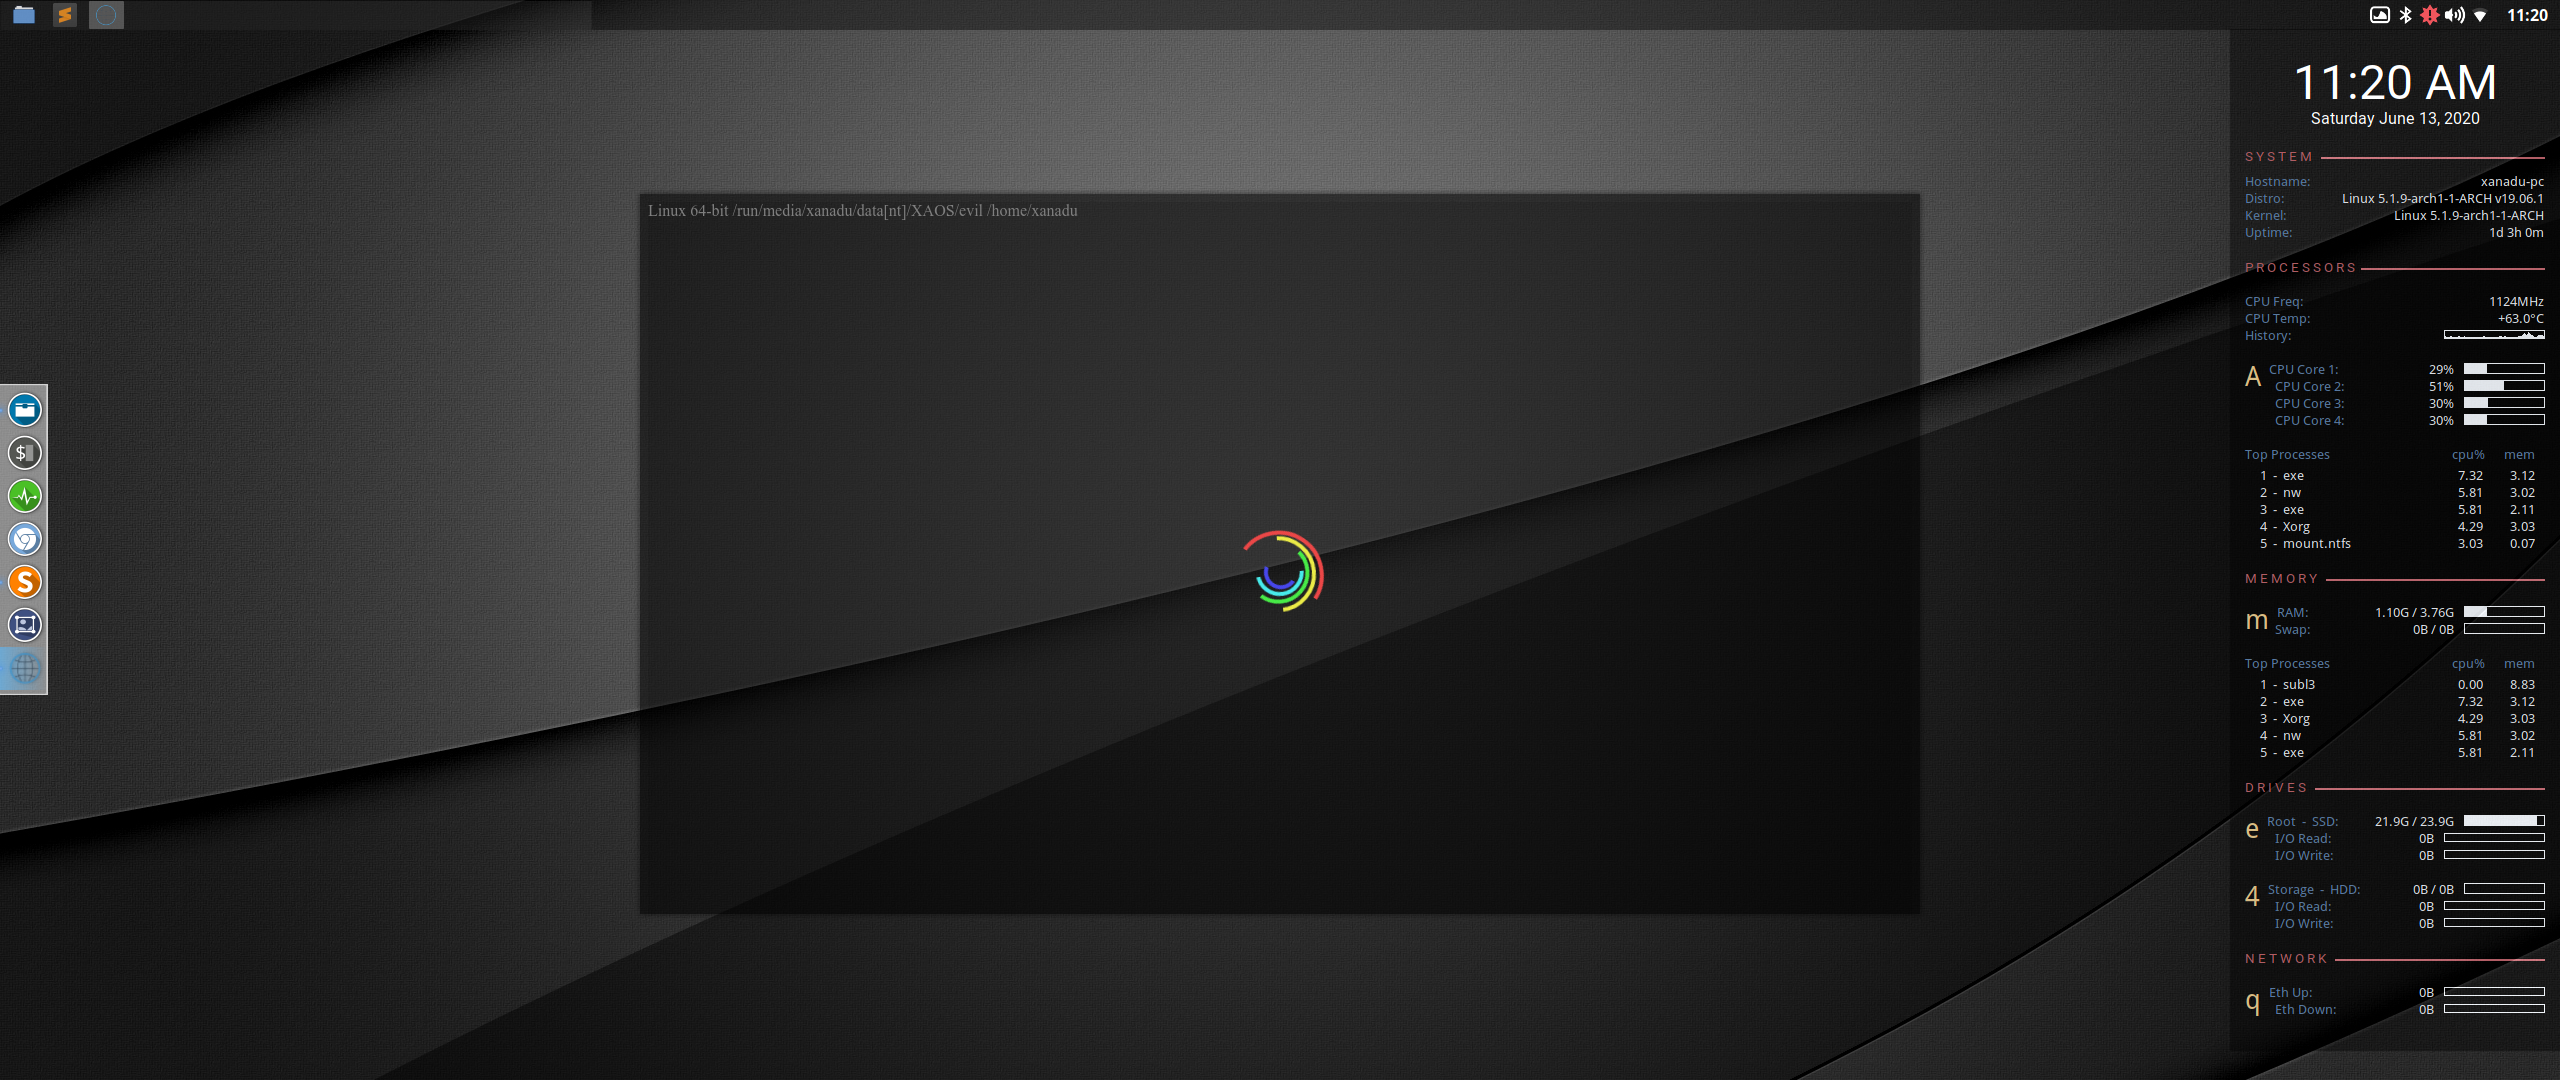 11:20
11:20 AM
Saturday June 13, 2020
SYSTEM
Hostname: xanadu-pc
Distro: Linux 5.1.9-arch1-1-ARCH v19.06.1
Kernel: Linux 5.1.9-arch1-1-ARCH
Uptime: 1d 3h 0m
PROCESSORS
CPU Freq: 1124MHz
CPU Temp: +63.0°C
History:
A CPU Core 1: 29%
CPU Core 2: 51%
CPU Core 3: 30%
CPU Core 4: 30%
Top Processes cpu% mem
1 - exe 7.32 3.12
2 - nw 5.81 3.02
3 - exe 5.81 2.11
4 - Xorg 4.29 3.03
5 - mount.ntfs 3.03 0.07
MEMORY
m RAM: 1.10G / 3.76G
Swap: 0B / 0B
Top Processes cpu% mem
1 - subl3 0.00 8.83
2 - exe 7.32 3.12
3 - Xorg 4.29 3.03
4 - nw 5.81 3.02
5 - exe 5.81 2.11
DRIVES
e Root - SSD: 21.9G / 23.9G
I/O Read: 0B
I/O Write: 0B
4 Storage - HDD: 0B / 0B
I/O Read: 0B
I/O Write: 0B
NETWORK
q Eth Up: 0B
Eth Down: 0B
Linux 64-bit /run/media/xanadu/data[nt]/XAOS/evil /home/xanadu
$
S